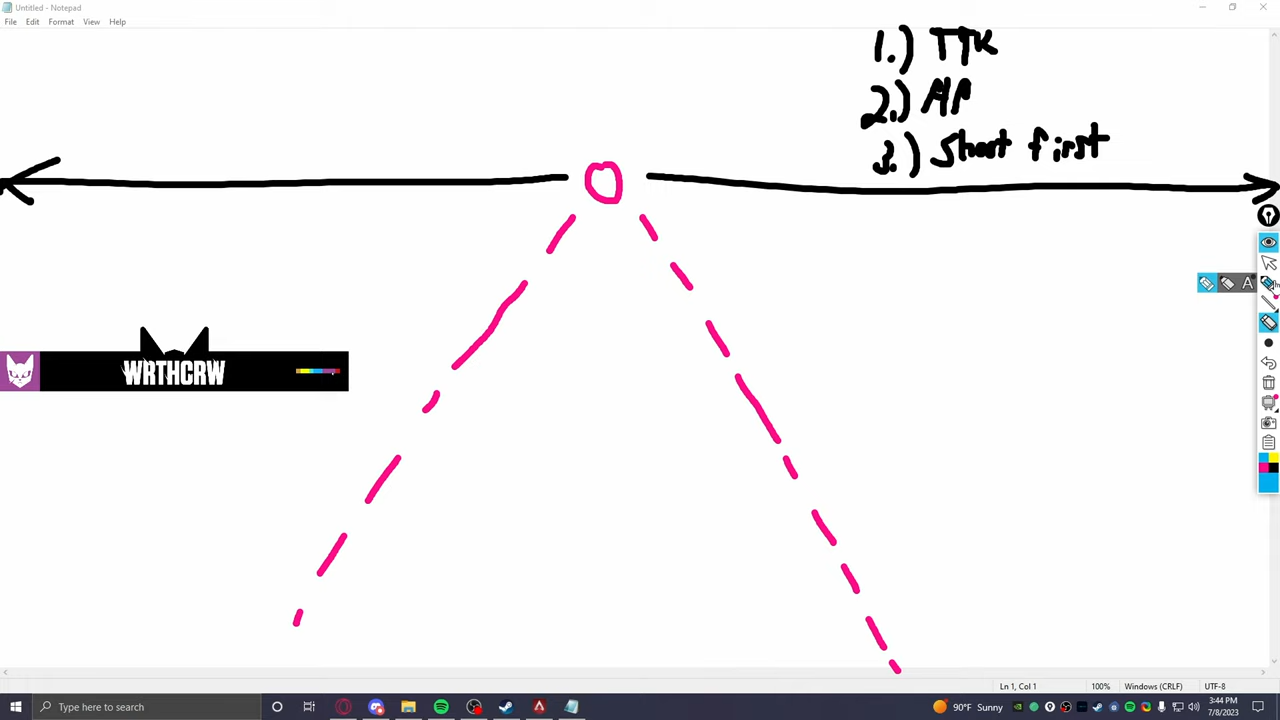 Untitled - Notepad
File Edit Format View Help
1.) TTK
2.) HP
3.) Shoot first
WRTHCRW
A
Ln 1, Col 1 100% Windows (CRLF) UTF-8
Type here to search
90°F Sunny
3:44 PM
7/8/2023